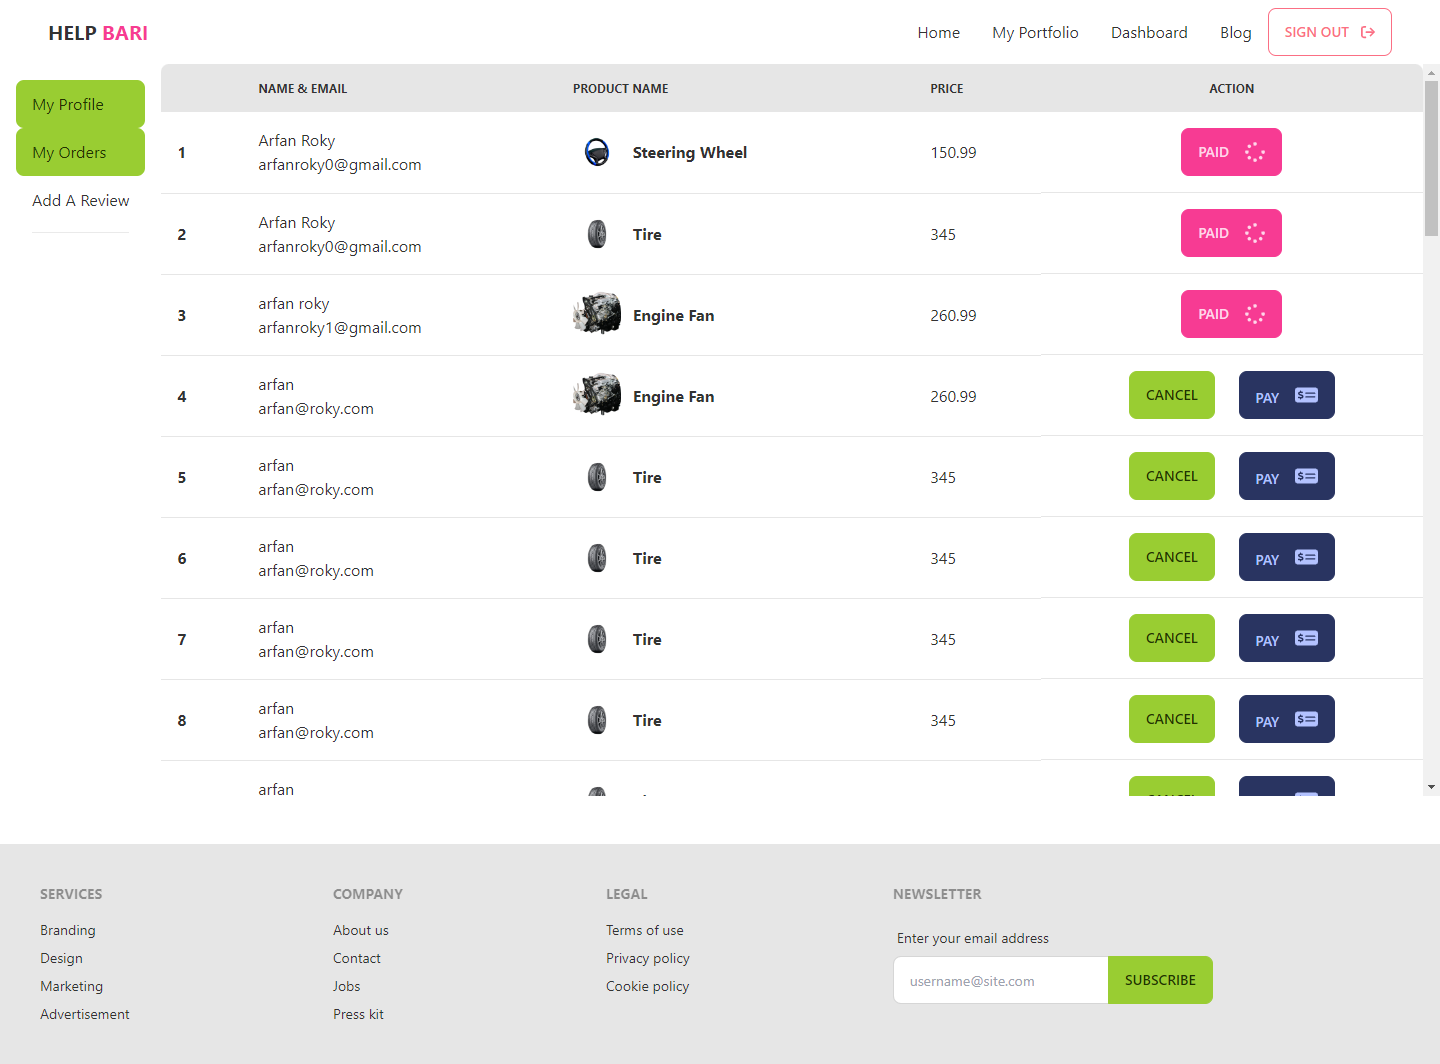 HELP BARI
Home
My Portfolio
Dashboard
Blog
SIGN OUT
My Profile
My Orders
Add A Review
NAME & EMAIL
PRODUCT NAME
PRICE
ACTION
1
Arfan Roky
arfanroky0@gmail.com
Steering Wheel
150.99
PAID
2
Arfan Roky
arfanroky0@gmail.com
Tire
345
PAID
3
arfan roky
arfanroky1@gmail.com
Engine Fan
260.99
PAID
4
arfan
arfan@roky.com
Engine Fan
260.99
CANCEL
PAY
5
arfan
arfan@roky.com
Tire
345
CANCEL
PAY
6
arfan
arfan@roky.com
Tire
345
CANCEL
PAY
7
arfan
arfan@roky.com
Tire
345
CANCEL
PAY
8
arfan
arfan@roky.com
Tire
345
CANCEL
PAY
arfan
SERVICES
Branding
Design
Marketing
Advertisement
COMPANY
About us
Contact
Jobs
Press kit
LEGAL
Terms of use
Privacy policy
Cookie policy
NEWSLETTER
Enter your email address
username@site.com
SUBSCRIBE